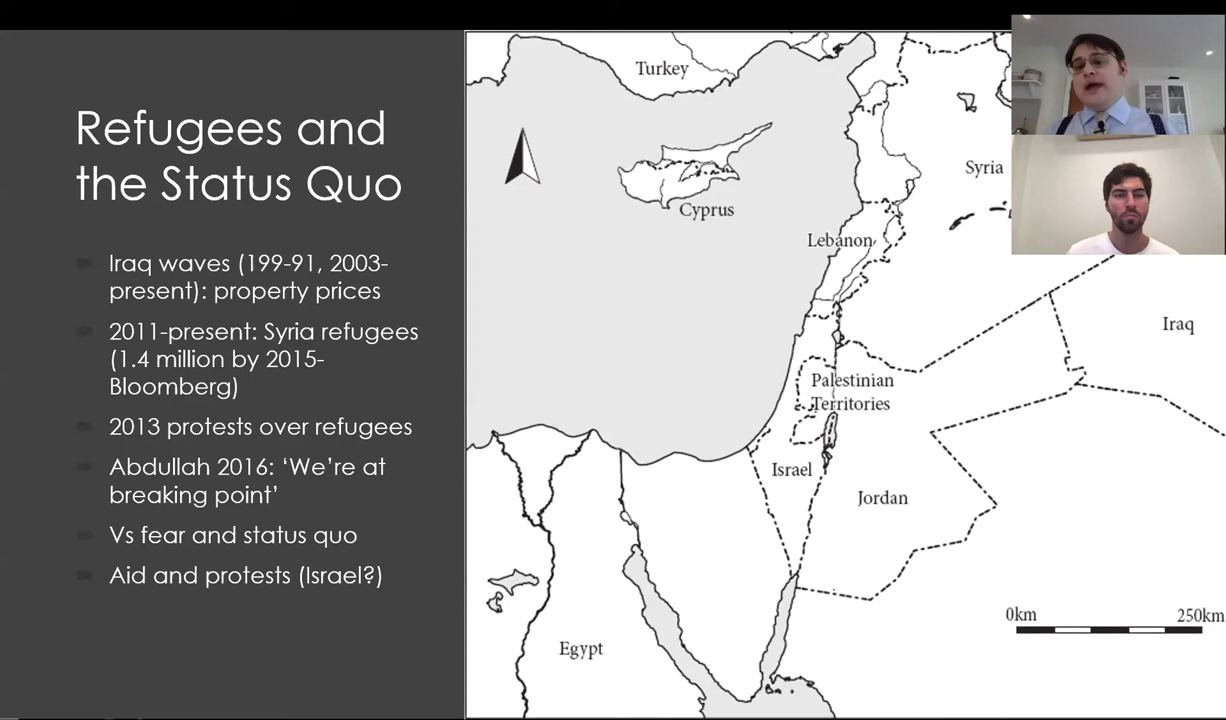 Refugees and
the Status Quo
Iraq waves (199-91, 2003-
present): property prices
2011-present: Syria refugees
(1.4 million by 2015-
Bloomberg)
2013 protests over refugees
Abdullah 2016: ‘We’re at
breaking point’
Vs fear and status quo
Aid and protests (Israel?)
Turkey
Syria
Cyprus
Lebanon
Iraq
Palestinian
Territories
Israel
Jordan
Egypt
0km 250km